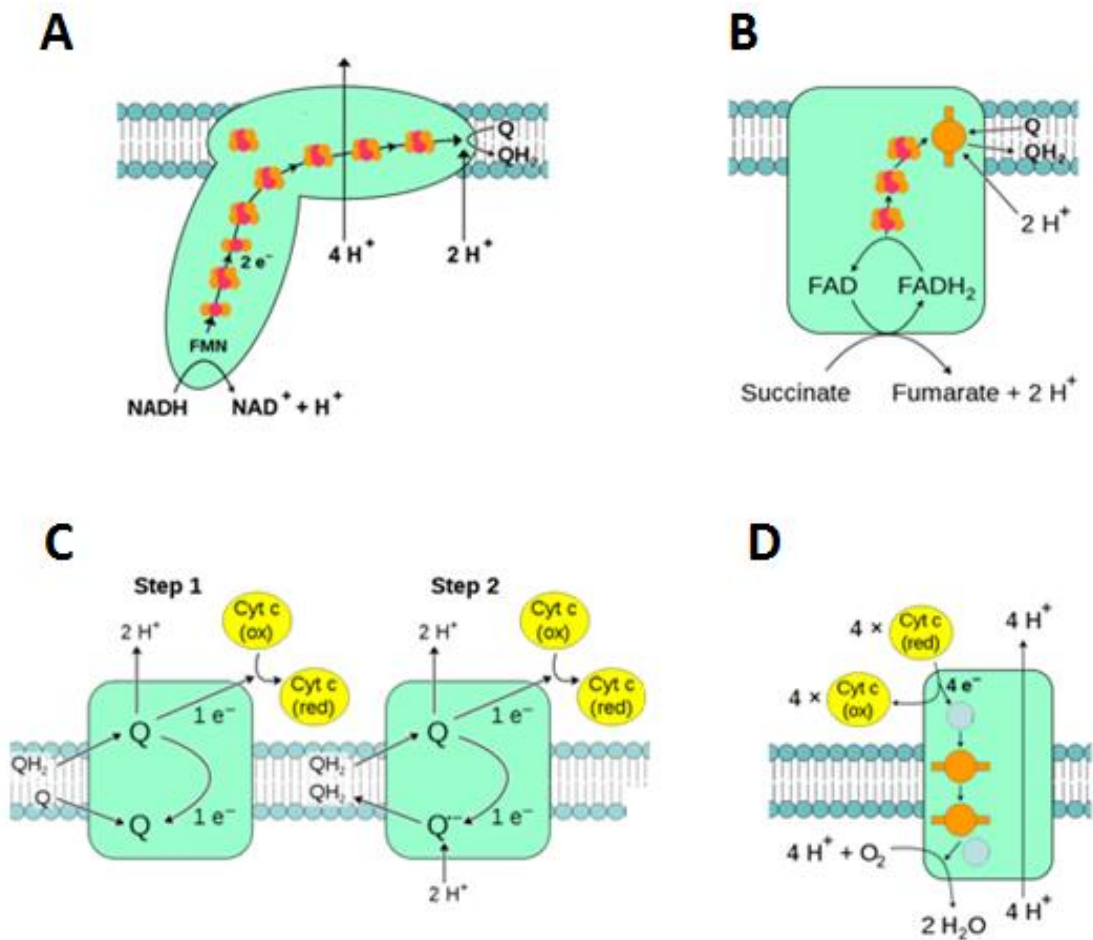 A
Q
QH₂
2 e⁻
4 H⁺
2 H⁺
FMN
NADH
NAD⁺ + H⁺
B
Q
QH₂
2 H⁺
FAD
FADH₂
Succinate
Fumarate + 2 H⁺
C
Step 1
2 H⁺
Cyt c
(ox)
Cyt c
(red)
Q
1 e⁻
QH₂
Q
Q
1 e⁻
Step 2
2 H⁺
Cyt c
(ox)
Cyt c
(red)
Q
1 e⁻
QH₂
QH₂
Q·⁻
1 e⁻
2 H⁺
D
4 ×
Cyt c
(red)
4 H⁺
4 ×
Cyt c
(ox)
4 e⁻
4 H⁺ + O₂
2 H₂O
4 H⁺